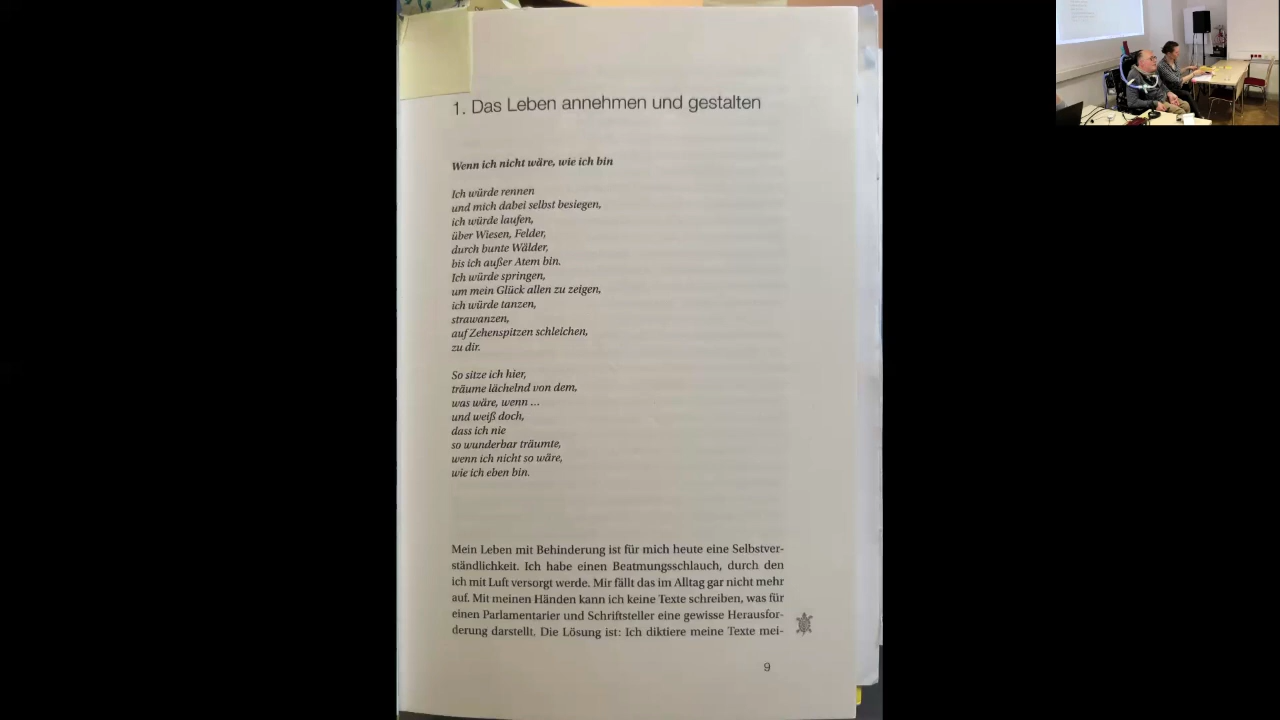 1. Das Leben annehmen und gestalten
Wenn ich nicht wäre, wie ich bin
Ich würde rennen
und mich dabei selbst besiegen,
ich würde laufen,
über Wiesen, Felder,
durch bunte Wälder,
bis ich außer Atem bin.
Ich würde springen,
um mein Glück allen zu zeigen,
ich würde tanzen,
strawanzen,
auf Zehenspitzen schleichen,
zu dir.
So sitze ich hier,
träume lächelnd von dem,
was wäre, wenn ...
und weiß doch,
dass ich nie
so wunderbar träumte,
wenn ich nicht so wäre,
wie ich eben bin.
Mein Leben mit Behinderung ist für mich heute eine Selbstver-
ständlichkeit. Ich habe einen Beatmungsschlauch, durch den
ich mit Luft versorgt werde. Mir fällt das im Alltag gar nicht mehr
auf. Mit meinen Händen kann ich keine Texte schreiben, was für
einen Parlamentarier und Schriftsteller eine gewisse Herausfor-
derung darstellt. Die Lösung ist: Ich diktiere meine Texte mei-
9